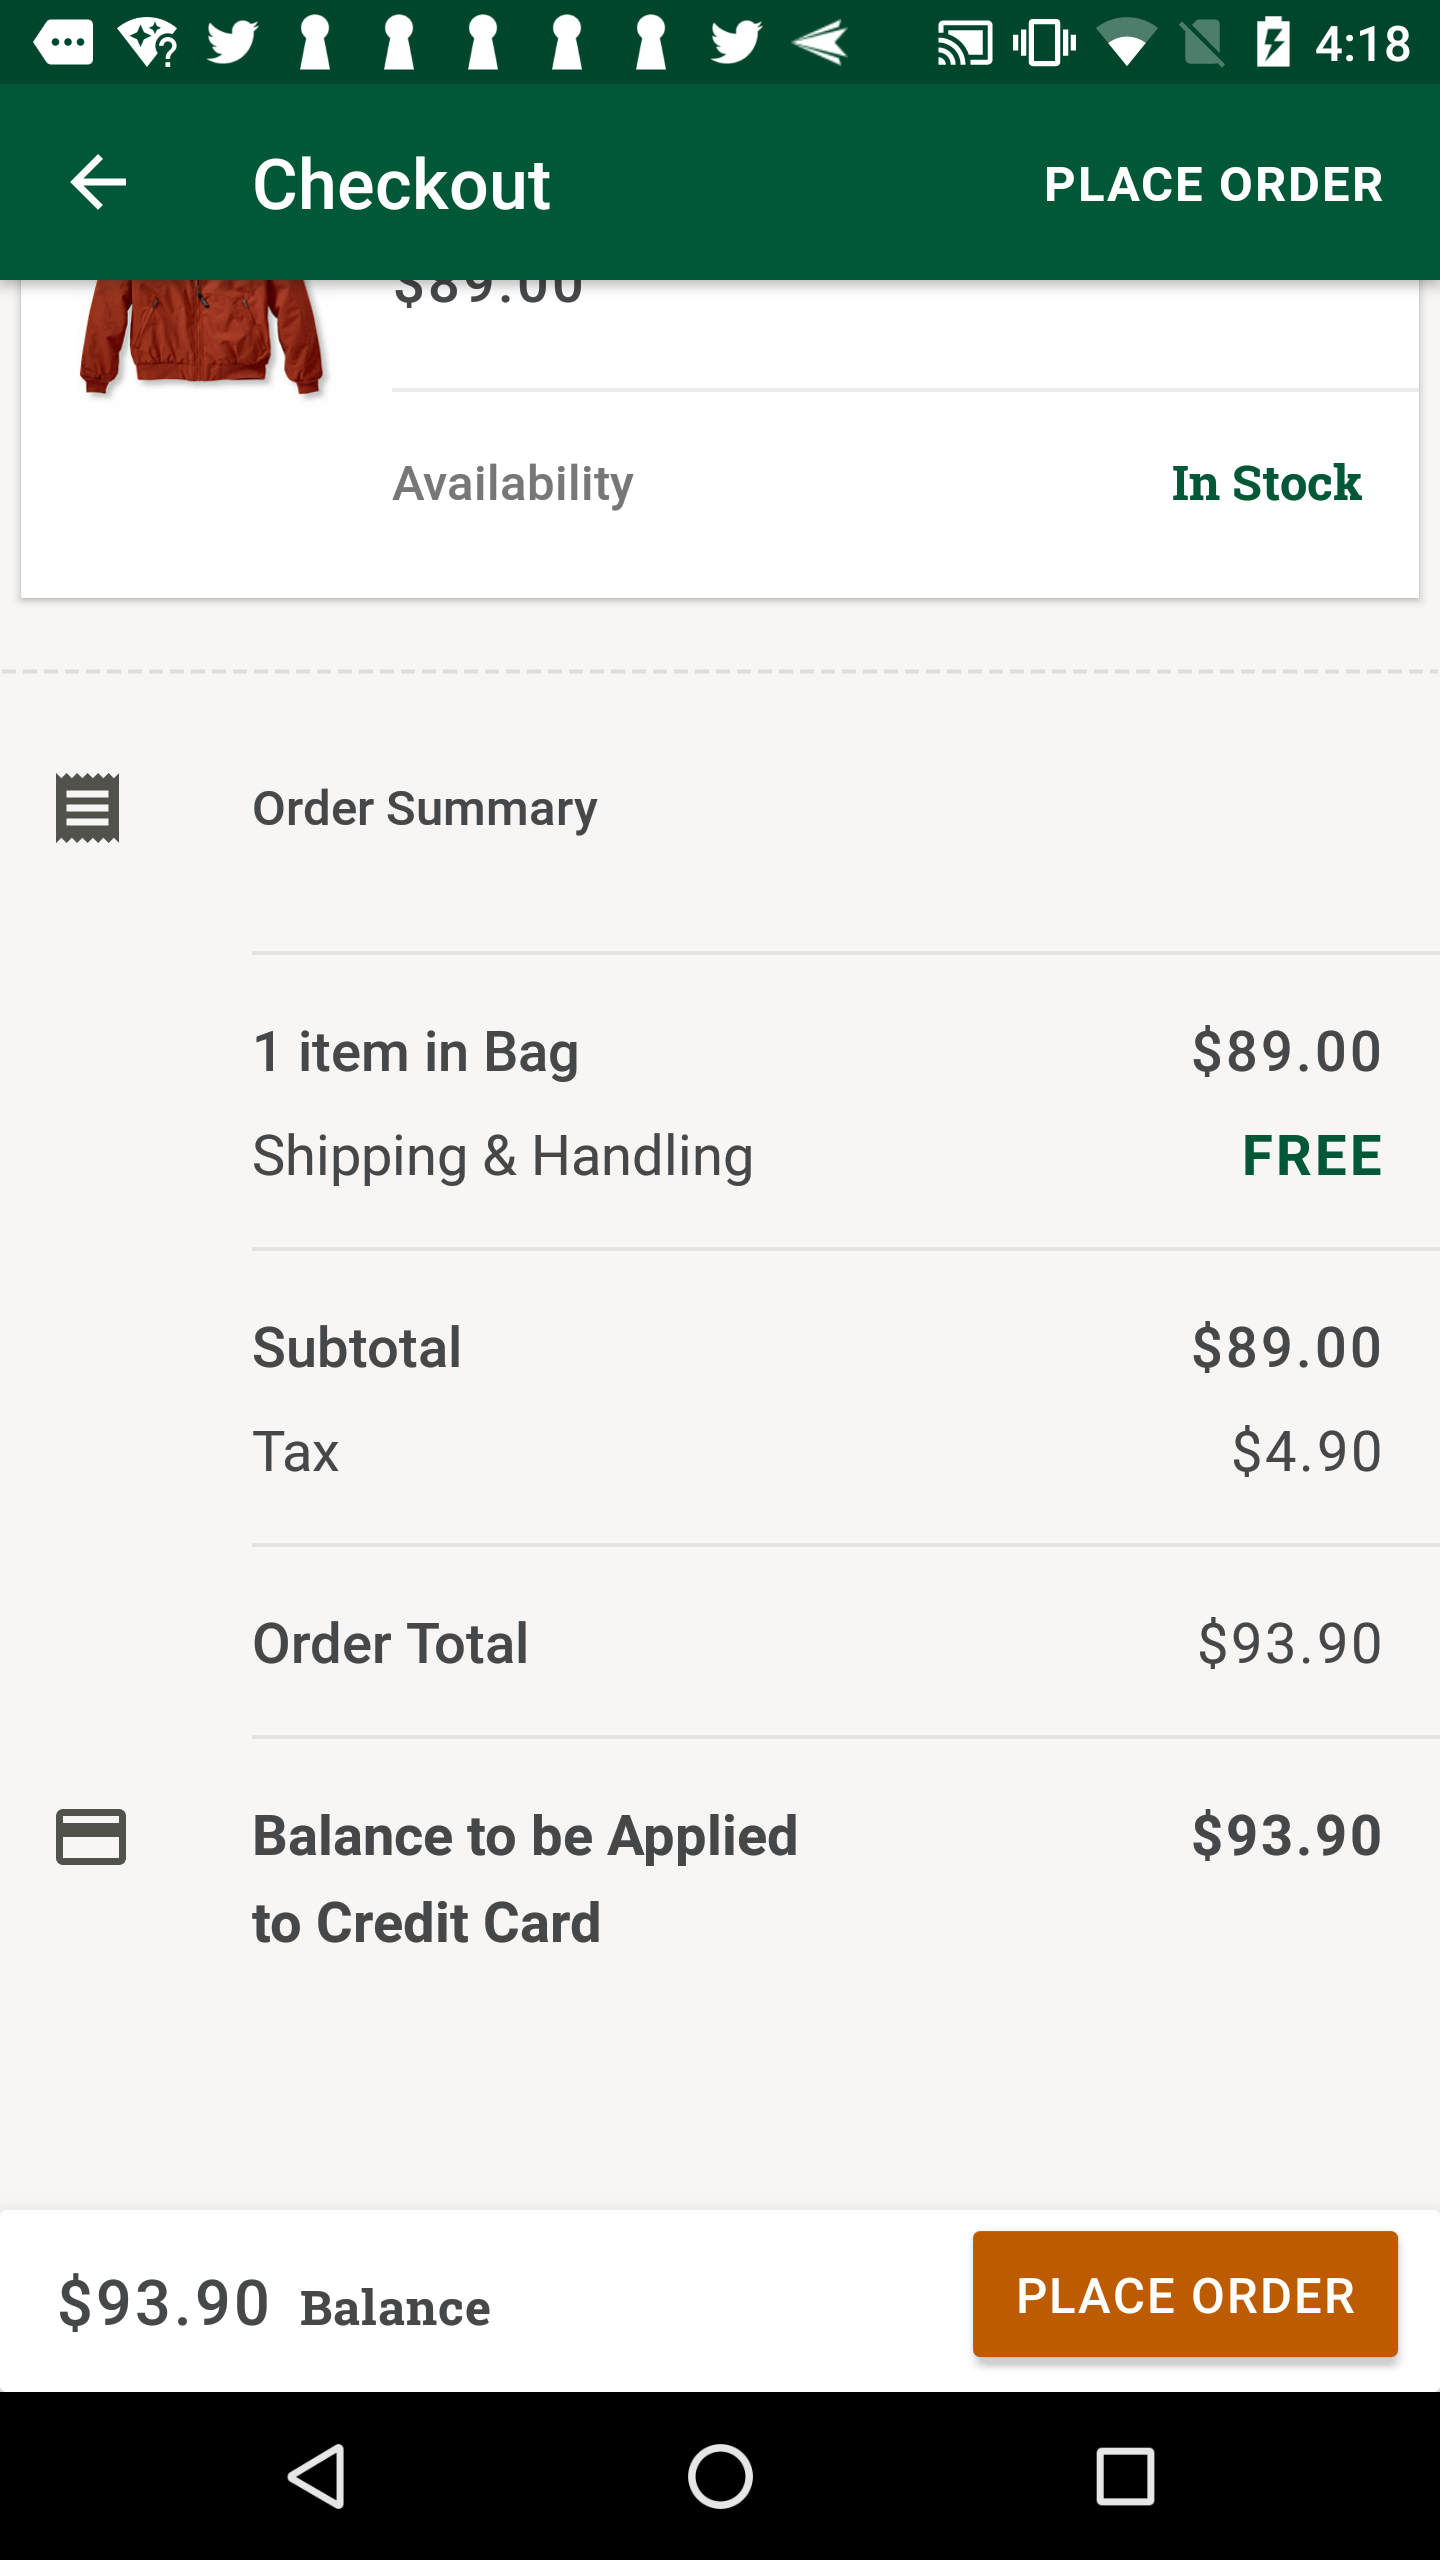 4:18
Checkout
PLACE ORDER
$89.00
Availability
In Stock
Order Summary
1 item in Bag
$89.00
Shipping & Handling
FREE
Subtotal
$89.00
Tax
$4.90
Order Total
$93.90
Balance to be Applied
$93.90
to Credit Card
$93.90 Balance
PLACE ORDER